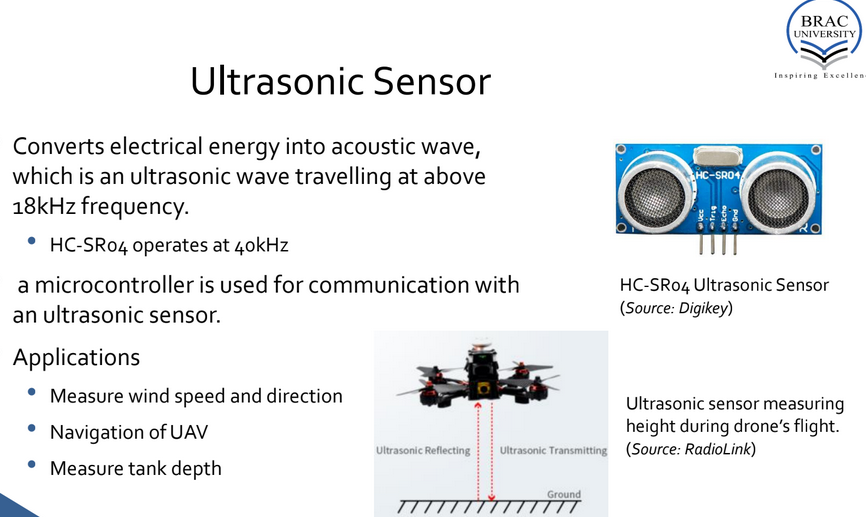 BRAC
UNIVERSITY
Inspiring Excellen
Ultrasonic Sensor
Converts electrical energy into acoustic wave,
which is an ultrasonic wave travelling at above
18kHz frequency.
• HC-SR04 operates at 40kHz
a microcontroller is used for communication with
an ultrasonic sensor.
Applications
• Measure wind speed and direction
• Navigation of UAV
• Measure tank depth
HC-SR04
Vcc
Trig
Echo
Gnd
HC-SR04 Ultrasonic Sensor
(Source: Digikey)
Ultrasonic Reflecting
Ultrasonic Transmitting
Ground
Ultrasonic sensor measuring
height during drone's flight.
(Source: RadioLink)